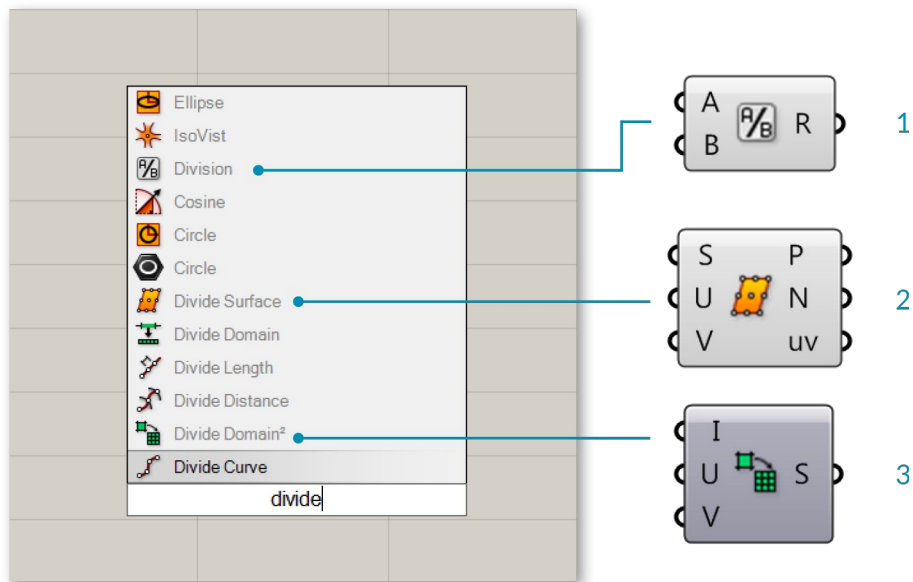 Ellipse
IsoVist
Division
Cosine
Circle
Circle
Divide Surface
Divide Domain
Divide Length
Divide Distance
Divide Domain²
Divide Curve
divide
A
B
A/B
R
1
S
U
V
P
N
uv
2
I
U
V
S
3